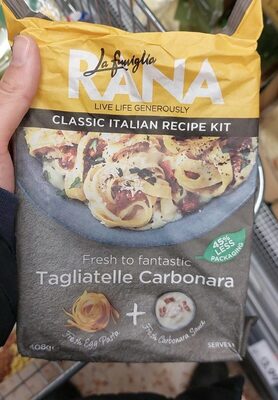 La famiglia
RANA
LIVE LIFE GENEROUSLY
CLASSIC ITALIAN RECIPE KIT
45%
LESS
PACKAGING
Fresh to fantastic
Tagliatelle Carbonara
+
Fresh Egg Pasta
Fresh Carbonara Sauce
408g
SERVES